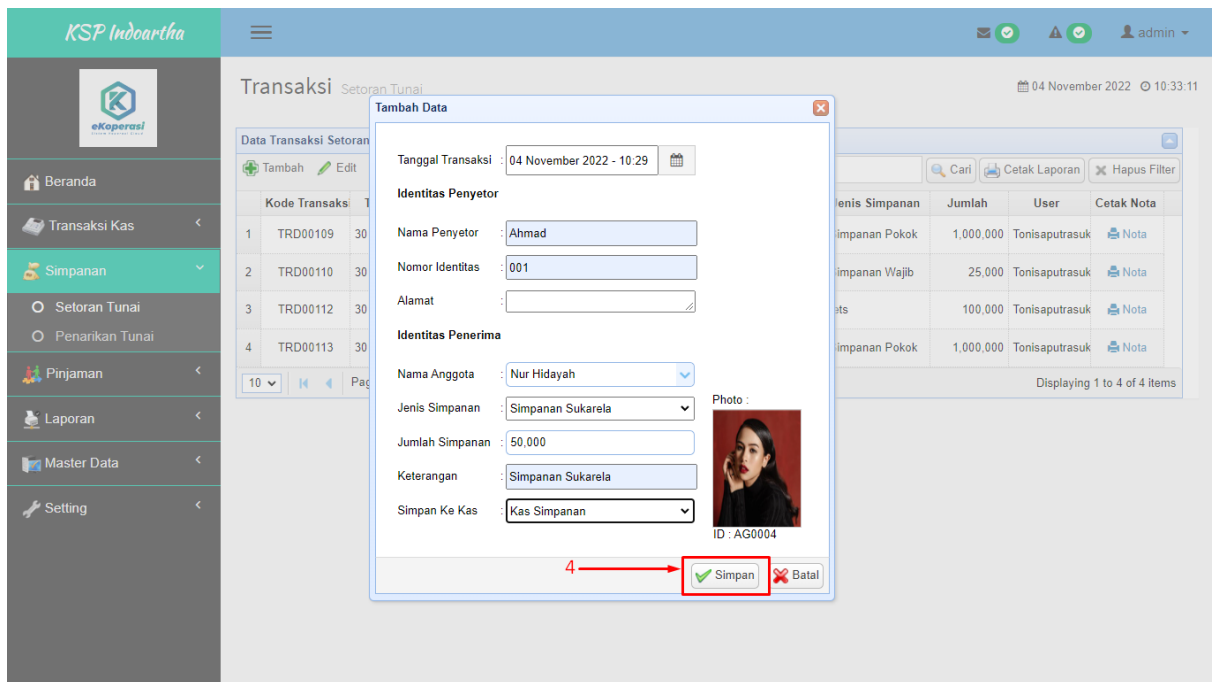 KSP Indoartha
admin
eKoperasi
Transaksi Setoran Tunai
04 November 2022 10:33:11
Beranda
Transaksi Kas
Simpanan
Setoran Tunai
Penarikan Tunai
Pinjaman
Laporan
Master Data
Setting
Data Transaksi Setoran
Tambah Edit Cari Cetak Laporan Hapus Filter
Kode Transaks T Jenis Simpanan Jumlah User Cetak Nota
1 TRD00109 30 impanan Pokok 1,000,000 Tonisaputrasuk Nota
2 TRD00110 30 impanan Wajib 25,000 Tonisaputrasuk Nota
3 TRD00112 30 ets 100,000 Tonisaputrasuk Nota
4 TRD00113 30 impanan Pokok 1,000,000 Tonisaputrasuk Nota
10 Pag Displaying 1 to 4 of 4 items
Tambah Data
Tanggal Transaksi : 04 November 2022 - 10:29
Identitas Penyetor
Nama Penyetor : Ahmad
Nomor Identitas : 001
Alamat :
Identitas Penerima
Nama Anggota : Nur Hidayah
Jenis Simpanan : Simpanan Sukarela
Jumlah Simpanan : 50,000
Keterangan : Simpanan Sukarela
Simpan Ke Kas : Kas Simpanan
Photo :
ID : AG0004
4
Simpan Batal